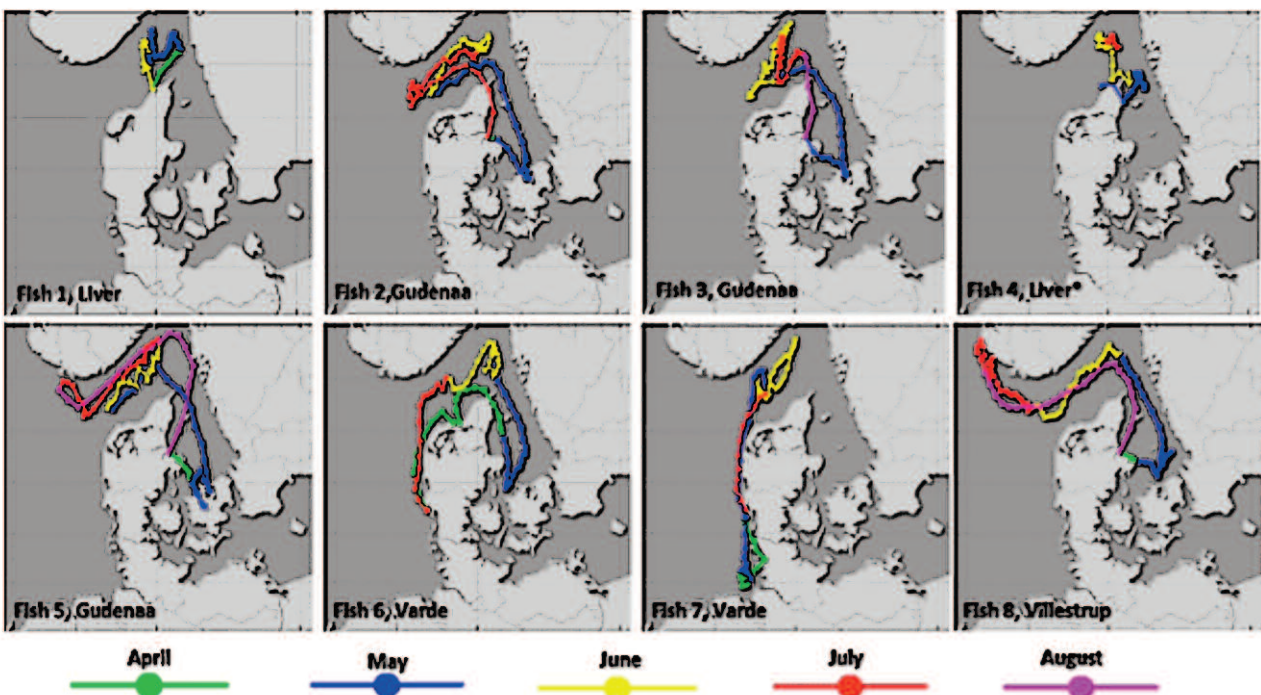 Fish 1, Liver
Fish 2,Gudenaa
Fish 3, Gudenaa
Fish 4, Liver*
Fish 5, Gudenaa
Fish 6, Varde
Fish 7, Varde
Fish 8, Villestrup
April May June July August